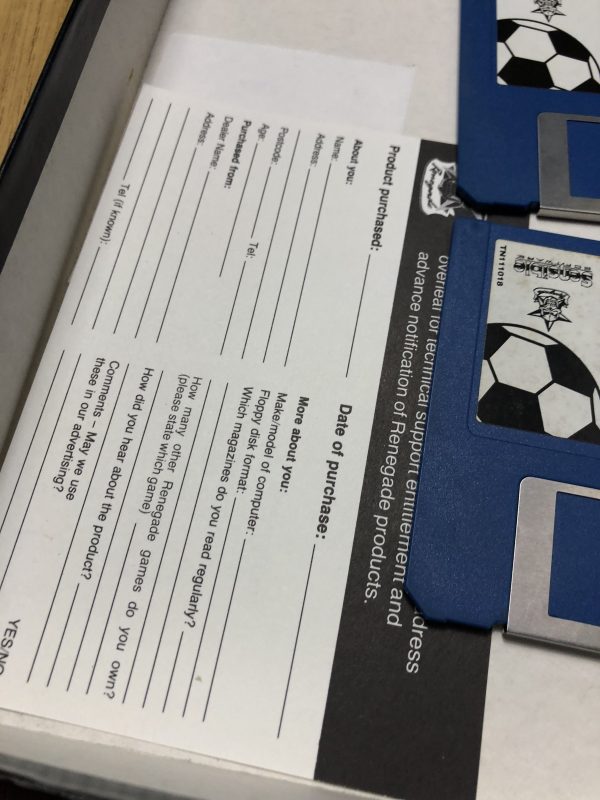 overleaf for technical support entitlement and
advance notification of Renegade products.
dress
Renegade
Product purchased:
Date of purchase:
About you:
Name:
Address:
Postcode:
Age:
Tel:
Purchased from:
Dealer Name:
Address:
Tel (if known):
More about you:
Make/model of computer:
Floppy disk format:
Which magazines do you read regularly?
How many other Renegade games do you own?
(please state which game)
How did you hear about the product?
Comments – May we use
these in our advertising?
YES/NO
TN111018
sensible